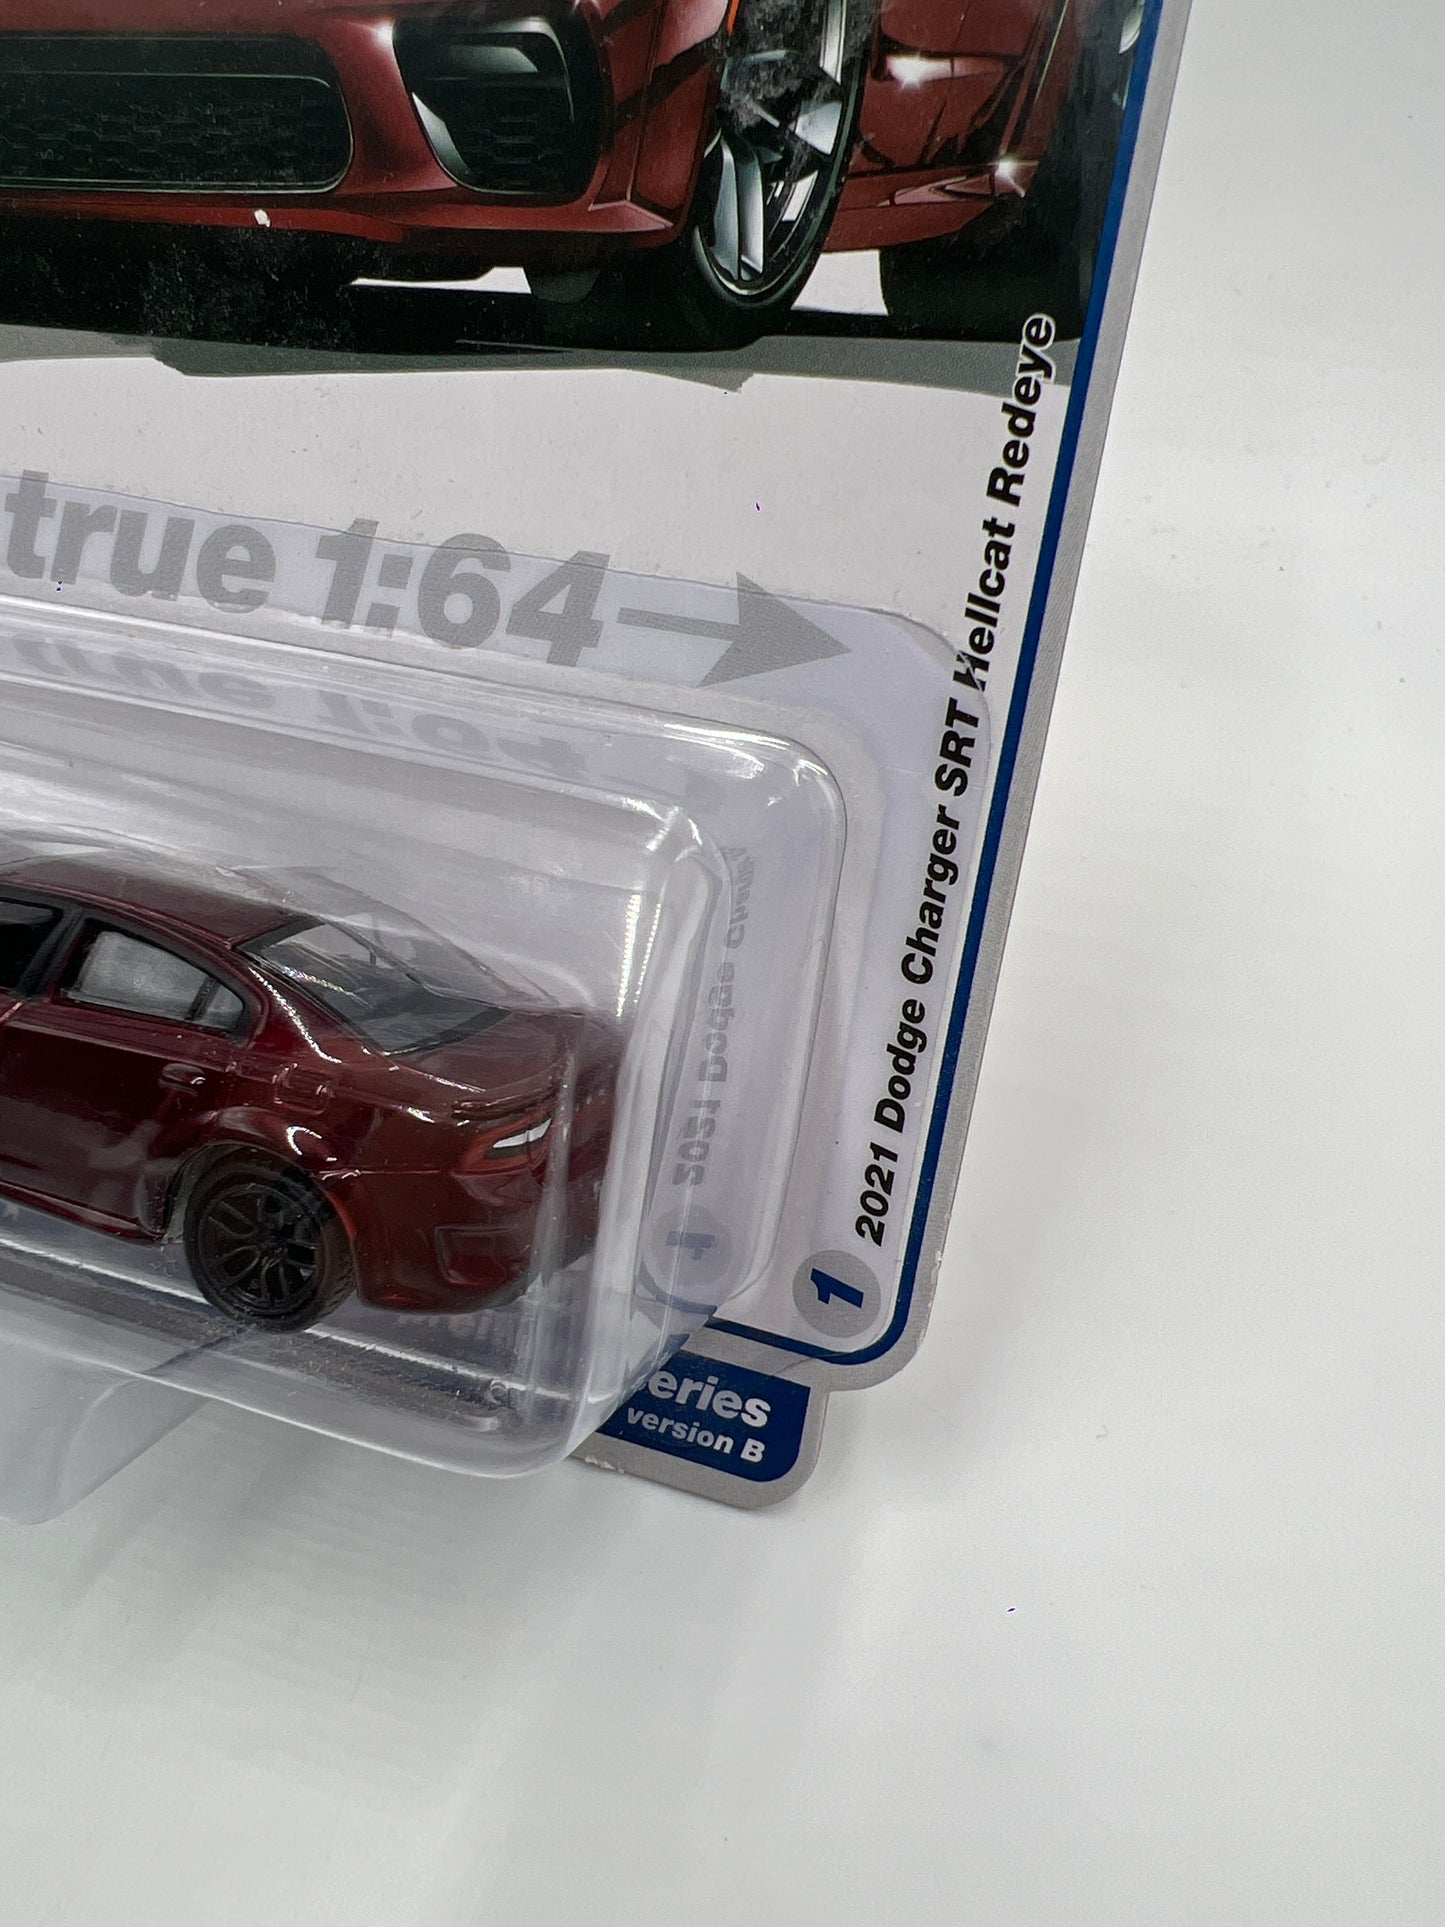 true 1:64
2021 Dodge Charger SRT Hellcat Redeye
1
eries
version B